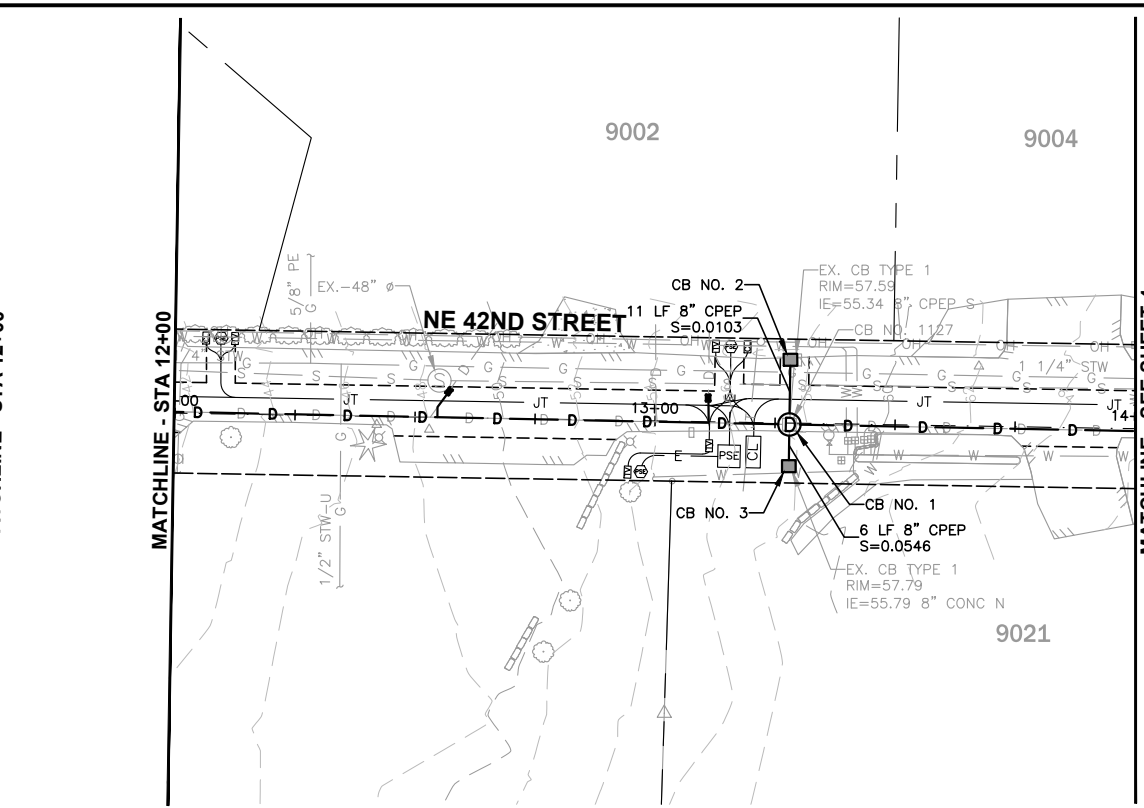 9002
9004
5/8" PE
EX.-48" ø
CB NO. 2
EX. CB TYPE 1
RIM=57.59
IE=55.34 8" CPEP S
11 LF 8" CPEP
S=0.0103
CB NO. 1127
NE 42ND STREET
1 1/4" STW
MATCHLINE - STA 12+00
JT
JT
13+00
JT
JT
D D D D D D D D D D D
E
PSE
CL
CB NO. 3
CB NO. 1
6 LF 8" CPEP
S=0.0546
EX. CB TYPE 1
RIM=57.79
IE=55.79 8" CONC N
1/2" STW-U
9021